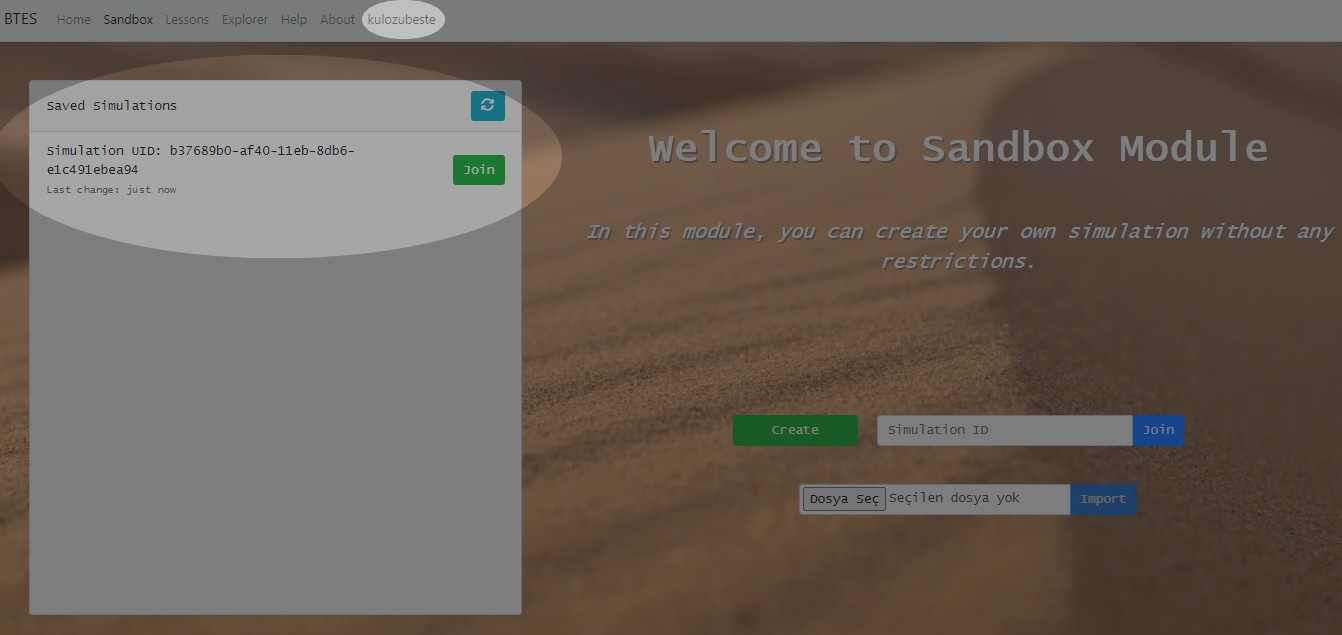 BTES Home Sandbox Lessons Explorer Help About kulozubeste
Saved Simulations
Simulation UID: b37689b0-af40-11eb-8db6-
e1c491ebea94
Join
Last change: just now
Welcome to Sandbox Module
In this module, you can create your own simulation without any
restrictions.
Create Simulation ID Join
Dosya Seç Seçilen dosya yok Import